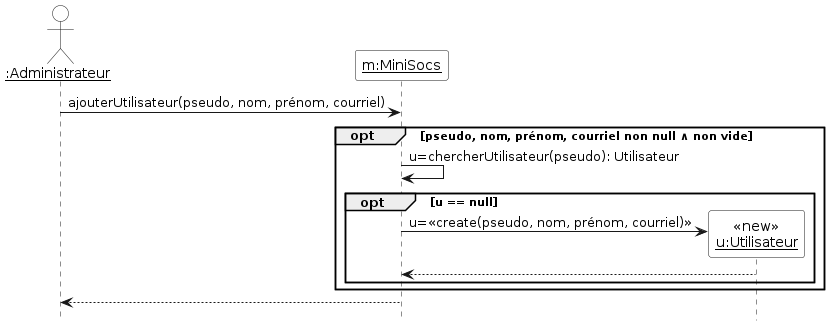 :Administrateur
m:MiniSocs
ajouterUtilisateur(pseudo, nom, prénom, courriel)
opt [pseudo, nom, prénom, courriel non null ∧ non vide]
u=chercherUtilisateur(pseudo): Utilisateur
opt [u == null]
u=«create(pseudo, nom, prénom, courriel)»
«new»
u:Utilisateur